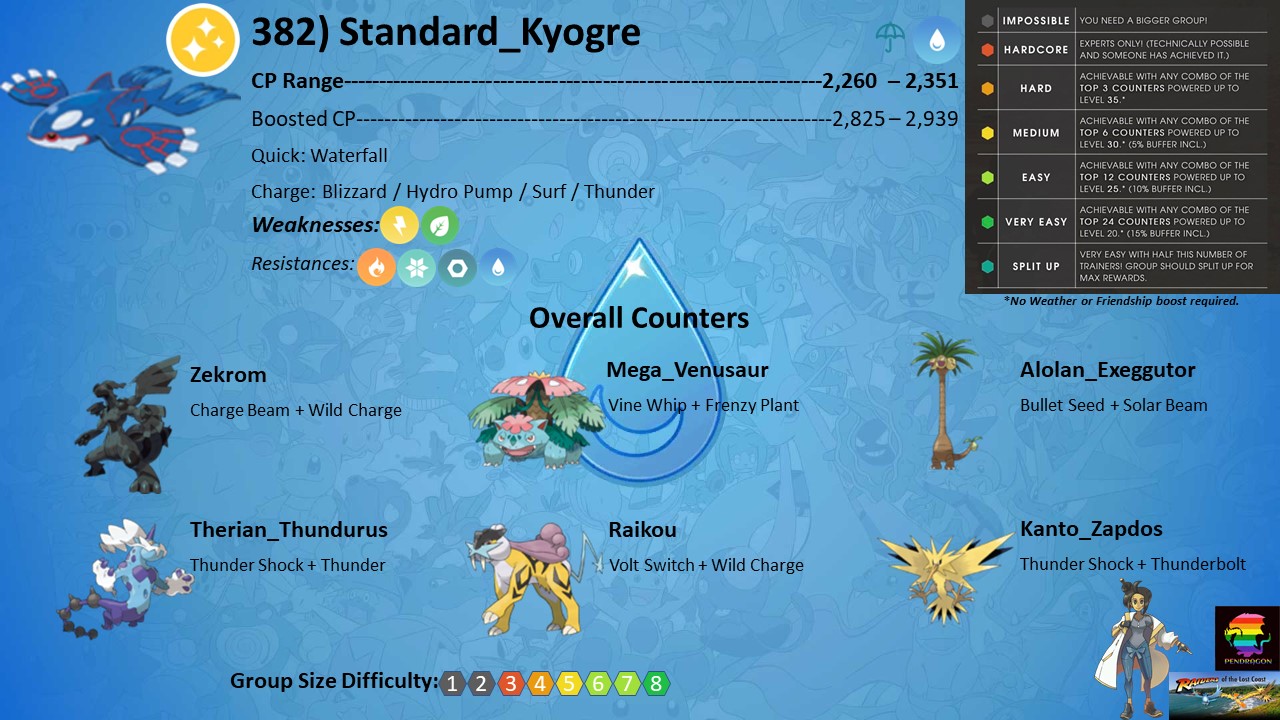 382) Standard_Kyogre
CP Range--------------------------------------------------------------------2,260 – 2,351
Boosted CP--------------------------------------------------------------------2,825 – 2,939
Quick: Waterfall
Charge: Blizzard / Hydro Pump / Surf / Thunder
Weaknesses:
Resistances:
IMPOSSIBLE YOU NEED A BIGGER GROUP!
HARDCORE EXPERTS ONLY! (TECHNICALLY POSSIBLE
AND SOMEONE HAS ACHIEVED IT.)
HARD ACHIEVABLE WITH ANY COMBO OF THE
TOP 3 COUNTERS POWERED UP TO
LEVEL 35.*
MEDIUM ACHIEVABLE WITH ANY COMBO OF THE
TOP 6 COUNTERS POWERED UP TO
LEVEL 30.* (5% BUFFER INCL.)
EASY ACHIEVABLE WITH ANY COMBO OF THE
TOP 12 COUNTERS POWERED UP TO
LEVEL 25.* (10% BUFFER INCL.)
VERY EASY ACHIEVABLE WITH ANY COMBO OF THE
TOP 24 COUNTERS POWERED UP TO
LEVEL 20.* (15% BUFFER INCL.)
SPLIT UP VERY EASY WITH HALF THIS NUMBER OF
TRAINERS! GROUP SHOULD SPLIT UP FOR
MAX REWARDS.
*No Weather or Friendship boost required.
Overall Counters
Zekrom
Charge Beam + Wild Charge
Mega_Venusaur
Vine Whip + Frenzy Plant
Alolan_Exeggutor
Bullet Seed + Solar Beam
Therian_Thundurus
Thunder Shock + Thunder
Raikou
Volt Switch + Wild Charge
Kanto_Zapdos
Thunder Shock + Thunderbolt
Group Size Difficulty: 1 2 3 4 5 6 7 8
PENDRAGON
RAIDERS of the Lost Coast